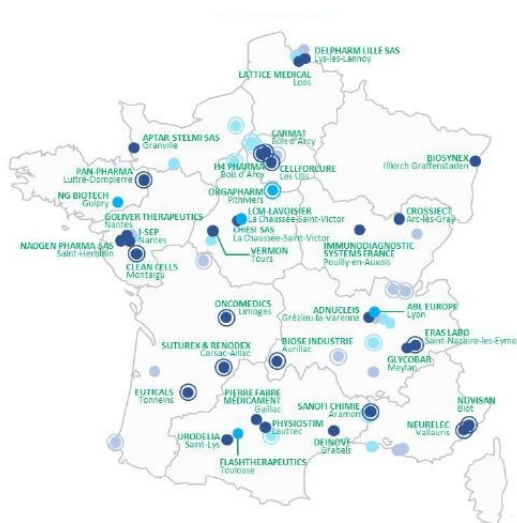 DELPHARM LILLE SAS
Lys-les-Lannoy
LATTICE MEDICAL
Loos
APTAR STELMI SAS
Granville
CARMAT
Bois d'Arcy
H4 PHARMA
Bois d'Arcy
CELLFORCURE
Les Ulis
BIOSYNEX
Illkirch Graffenstaden
PAN-PHARMA
Luitré-Dompierre
ORGAPHARM
Pithiviers
NG BIOTECH
Guipry
GOLIVER THERAPEUTICS
Nantes
LCM-LAVOISIER
La Chaussée-Saint-Victor
CROSSJECT
Arc-lès-Gray
I-SEP
Nantes
CHIESI SAS
La Chaussée-Saint-Victor
NAOGEN PHARMA SAS
Saint-Herblain
VERMON
Tours
IMMUNODIAGNOSTIC
SYSTEMS FRANCE
Pouilly-en-Auxois
CLEAN CELLS
Montaigu
ONCOMEDICS
Limoges
ADNUCLEIS
Grézieu-la-Varenne
ABL EUROPE
Lyon
SUTUREX & RENODEX
Carsac-Aillac
BIOSE INDUSTRIE
Aurillac
ERAS LABO
Saint-Nazaire-les-Eyme
GLYCOBAR
Meylan
EUTICALS
Tonneins
PIERRE FABRE
MEDICAMENT
Gaillac
SANOFI CHIMIE
Aramon
NUVISAN
Biot
PHYSIOSTIM
Lautrec
NEURELEC
Vallauris
URODELIA
Saint-Lys
DEINOVE
Grabels
FLASHTHERAPEUTICS
Toulouse